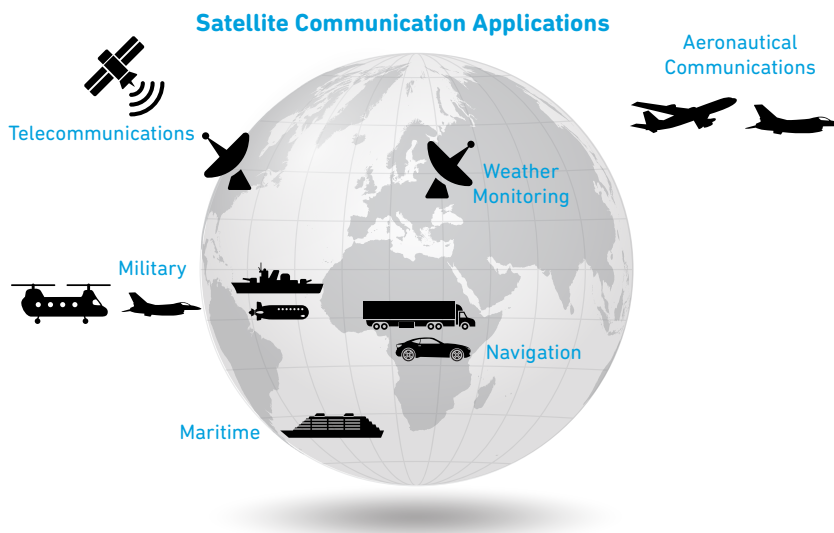 Satellite Communication Applications
Aeronautical
Communications
Telecommunications
Weather
Monitoring
Military
Navigation
Maritime